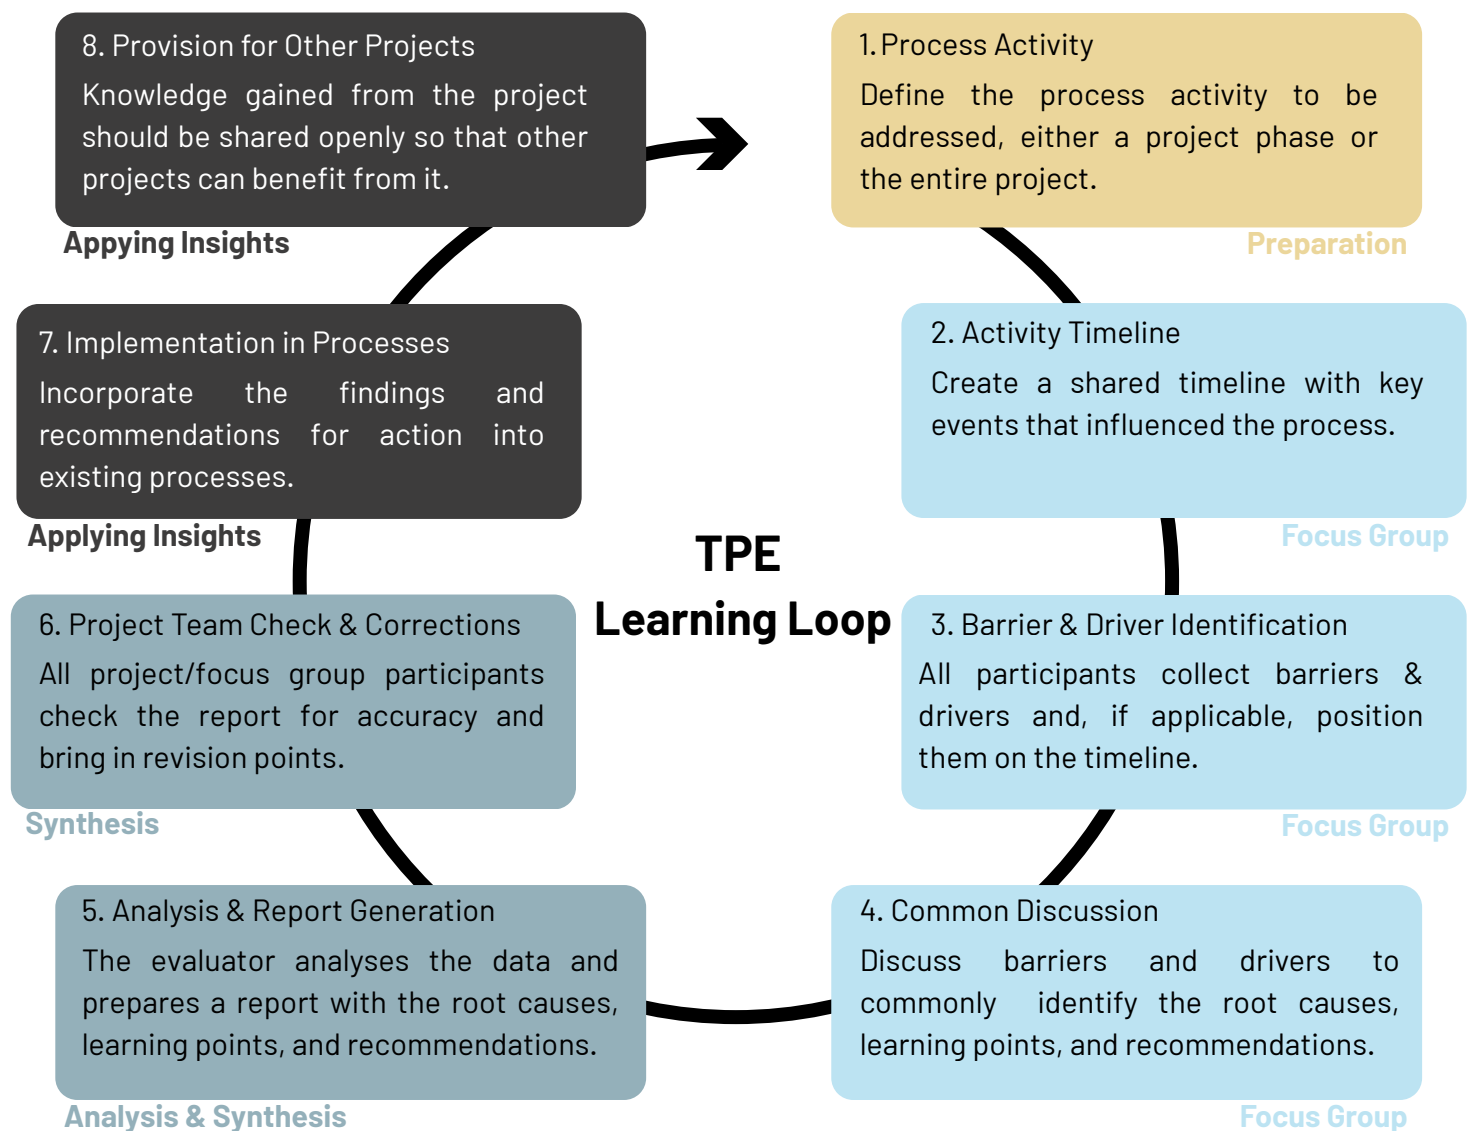 8. Provision for Other Projects
Knowledge gained from the project
should be shared openly so that other
projects can benefit from it.
Appying Insights
1. Process Activity
Define the process activity to be
addressed, either a project phase or
the entire project.
Preparation
7. Implementation in Processes
Incorporate the findings and
recommendations for action into
existing processes.
Applying Insights
2. Activity Timeline
Create a shared timeline with key
events that influenced the process.
Focus Group
TPE
Learning Loop
6. Project Team Check & Corrections
All project/focus group participants
check the report for accuracy and
bring in revision points.
Synthesis
3. Barrier & Driver Identification
All participants collect barriers &
drivers and, if applicable, position
them on the timeline.
Focus Group
5. Analysis & Report Generation
The evaluator analyses the data and
prepares a report with the root causes,
learning points, and recommendations.
Analysis & Synthesis
4. Common Discussion
Discuss barriers and drivers to
commonly identify the root causes,
learning points, and recommendations.
Focus Group